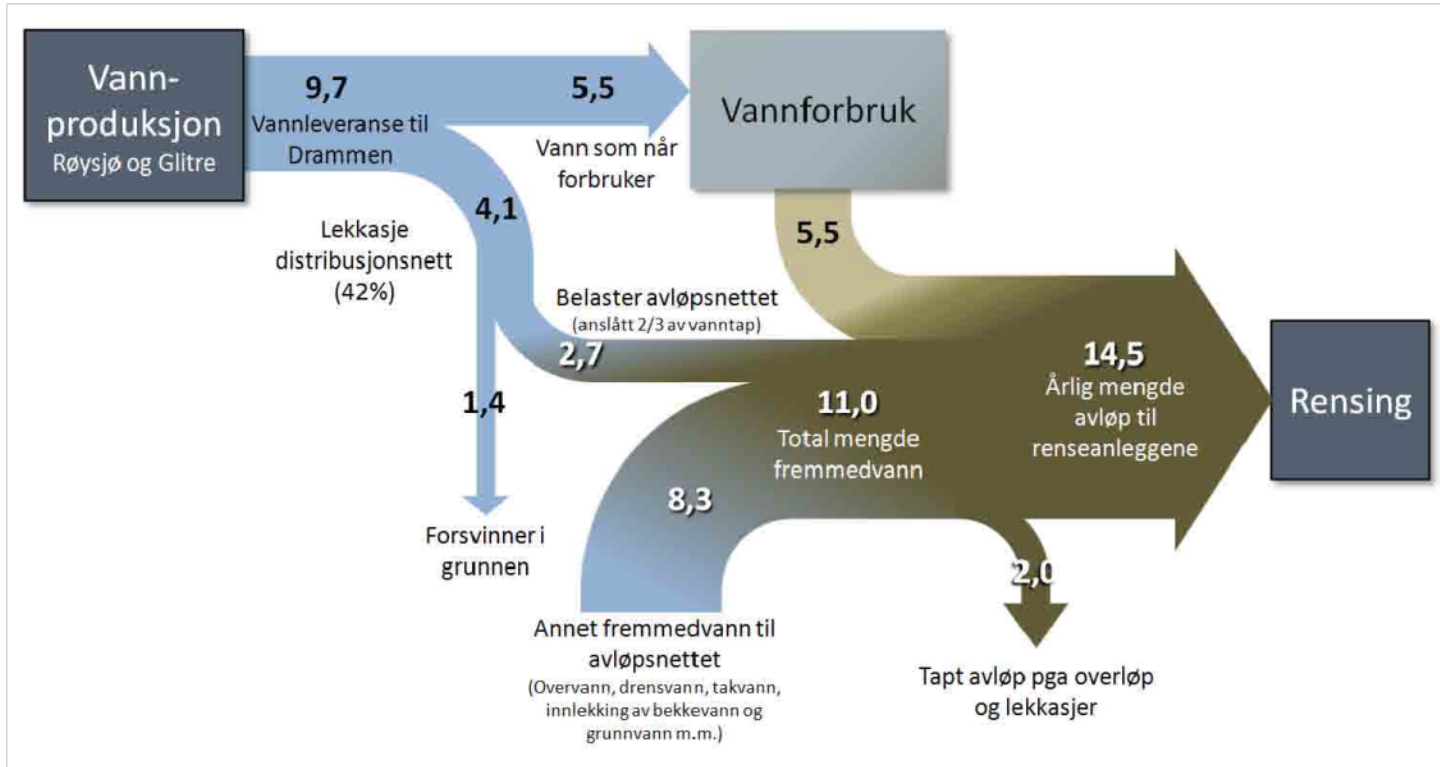 Vann-
produksjon
Røysjø og Glitre
9,7
Vannleveranse til
Drammen
5,5
Vann som når
forbruker
Vannforbruk
4,1
Lekkasje
distribusjonsnett
(42%)
5,5
Belaster avløpsnettet
(anslått 2/3 av vanntap)
2,7
1,4
Forsvinner i
grunnen
11,0
Total mengde
fremmedvann
14,5
Årlig mengde
avløp til
renseanleggene
Rensing
8,3
Annet fremmedvann til
avløpsnettet
(Overvann, drensvann, takvann,
innlekking av bekkevann og
grunnvann m.m.)
2,0
Tapt avløp pga overløp
og lekkasjer